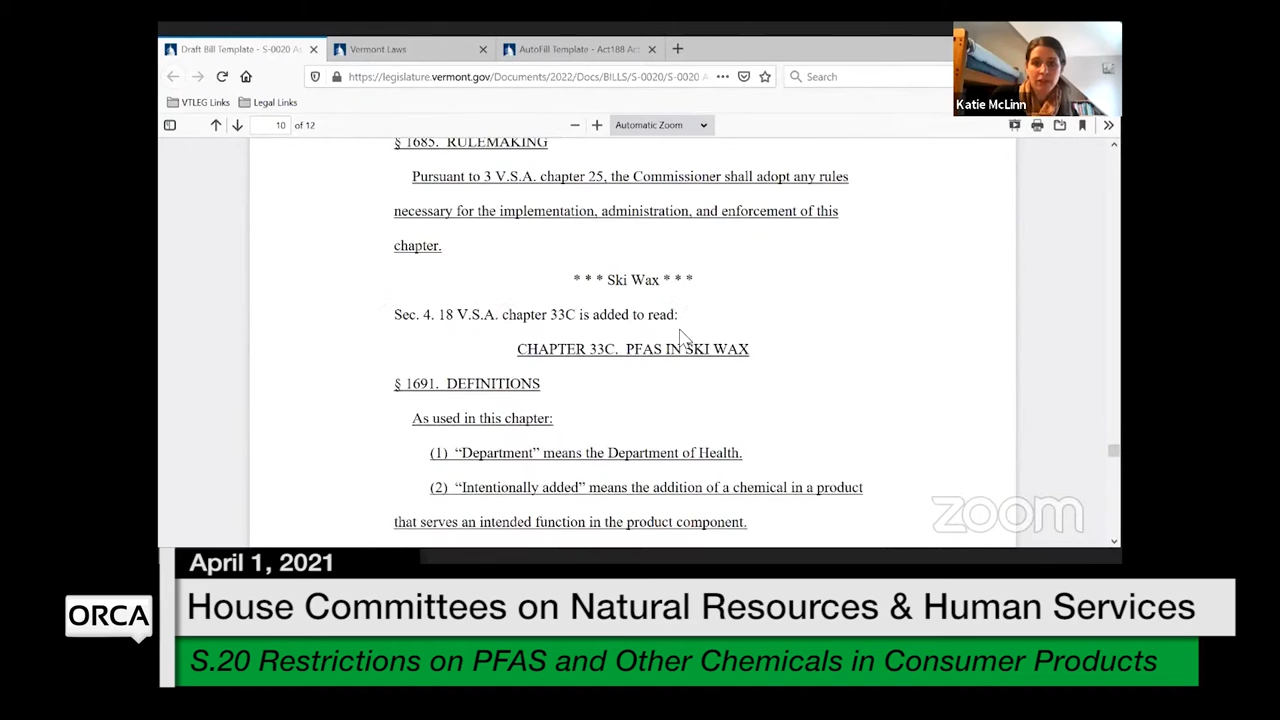 Draft Bill Template - S-0020 A
Vermont Laws
AutoFill Template - Act188 Ac
https://legislature.vermont.gov/Documents/2022/Docs/BILLS/S-0020/S-0020 A
Search
VTLEG Links
Legal Links
10 of 12
Automatic Zoom
Katie McLinn
§ 1685. RULEMAKING
Pursuant to 3 V.S.A. chapter 25, the Commissioner shall adopt any rules
necessary for the implementation, administration, and enforcement of this
chapter.
* * * Ski Wax * * *
Sec. 4. 18 V.S.A. chapter 33C is added to read:
CHAPTER 33C. PFAS IN SKI WAX
§ 1691. DEFINITIONS
As used in this chapter:
(1) “Department” means the Department of Health.
(2) “Intentionally added” means the addition of a chemical in a product
that serves an intended function in the product component.
zoom
April 1, 2021
ORCA
House Committees on Natural Resources & Human Services
S.20 Restrictions on PFAS and Other Chemicals in Consumer Products